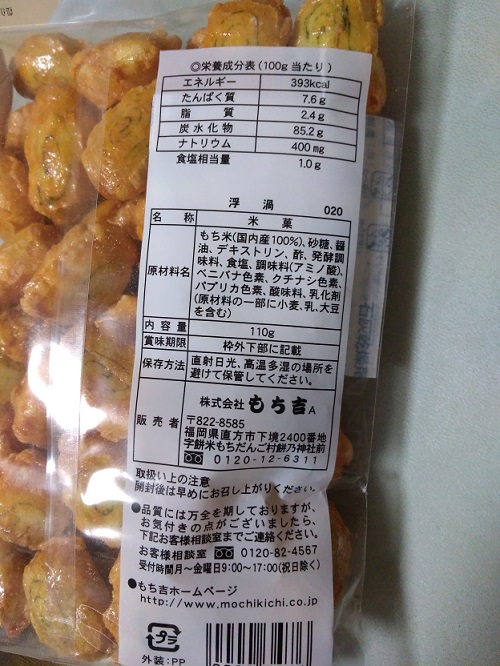 ◎栄養成分表(100g当たり)
エネルギー 393kcal
たんぱく質 7.6g
脂質 2.4g
炭水化物 85.2g
ナトリウム 400mg
食塩相当量 1.0g
浮渦 020
名称 米菓
原材料名 もち米(国内産100%)、砂糖、醤
油、デキストリン、酢、発酵調
味料、食塩、調味料(アミノ酸)、
ベニバナ色素、クチナシ色素、
パプリカ色素、酸味料、乳化剤
(原材料の一部に小麦、乳、大豆
を含む)
内容量 110g
賞味期限 枠外下部に記載
保存方法 直射日光、高温多湿の場所を
避けて保管してください。
販売者 株式会社 もち吉 A
〒822-8585
福岡県直方市下境2400番地
字餅米もちだんご村餅乃神社前
0120-12-6311
取扱い上の注意
開封後は早めにお召し上がりください。
●品質には万全を期しておりますが、
お気付きの点がございましたら、
下記お客様相談室までご連絡ください。
お客様相談室 0120-82-4567
受付時間月~金曜日9:00~17:00(祝日除く)
●もち吉ホームページ
http://www.mochikichi.co.jp
プラ
外装:PP